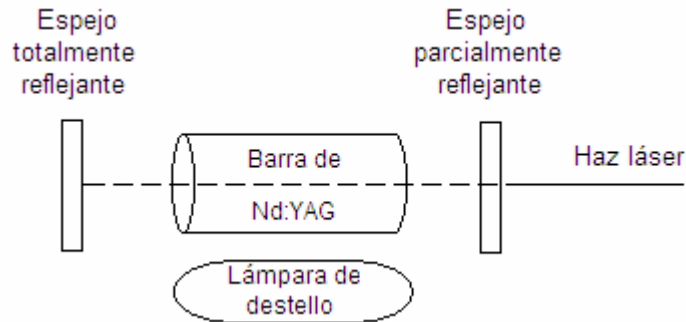 Espejo
totalmente
reflejante
Espejo
parcialmente
reflejante
Barra de
Nd:YAG
Haz láser
Lámpara de
destello